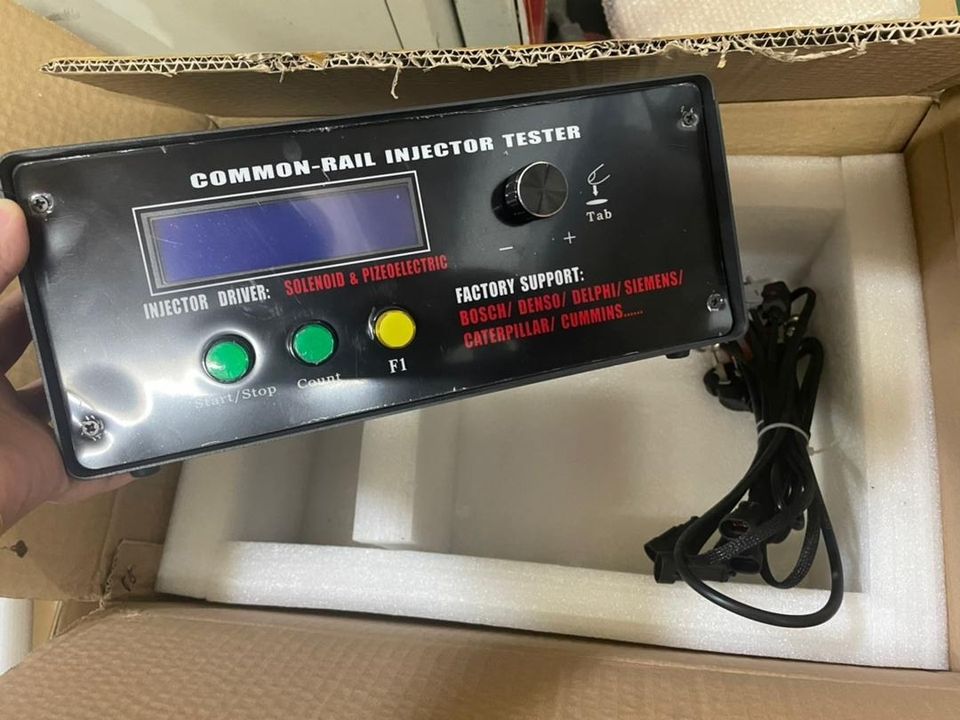 COMMON-RAIL INJECTOR TESTER
Tab
– +
INJECTOR DRIVER: SOLENOID & PIZEOELECTRIC
FACTORY SUPPORT:
BOSCH/ DENSO/ DELPHI/ SIEMENS/
CATERPILLAR/ CUMMINS......
Start/Stop
Count
F1